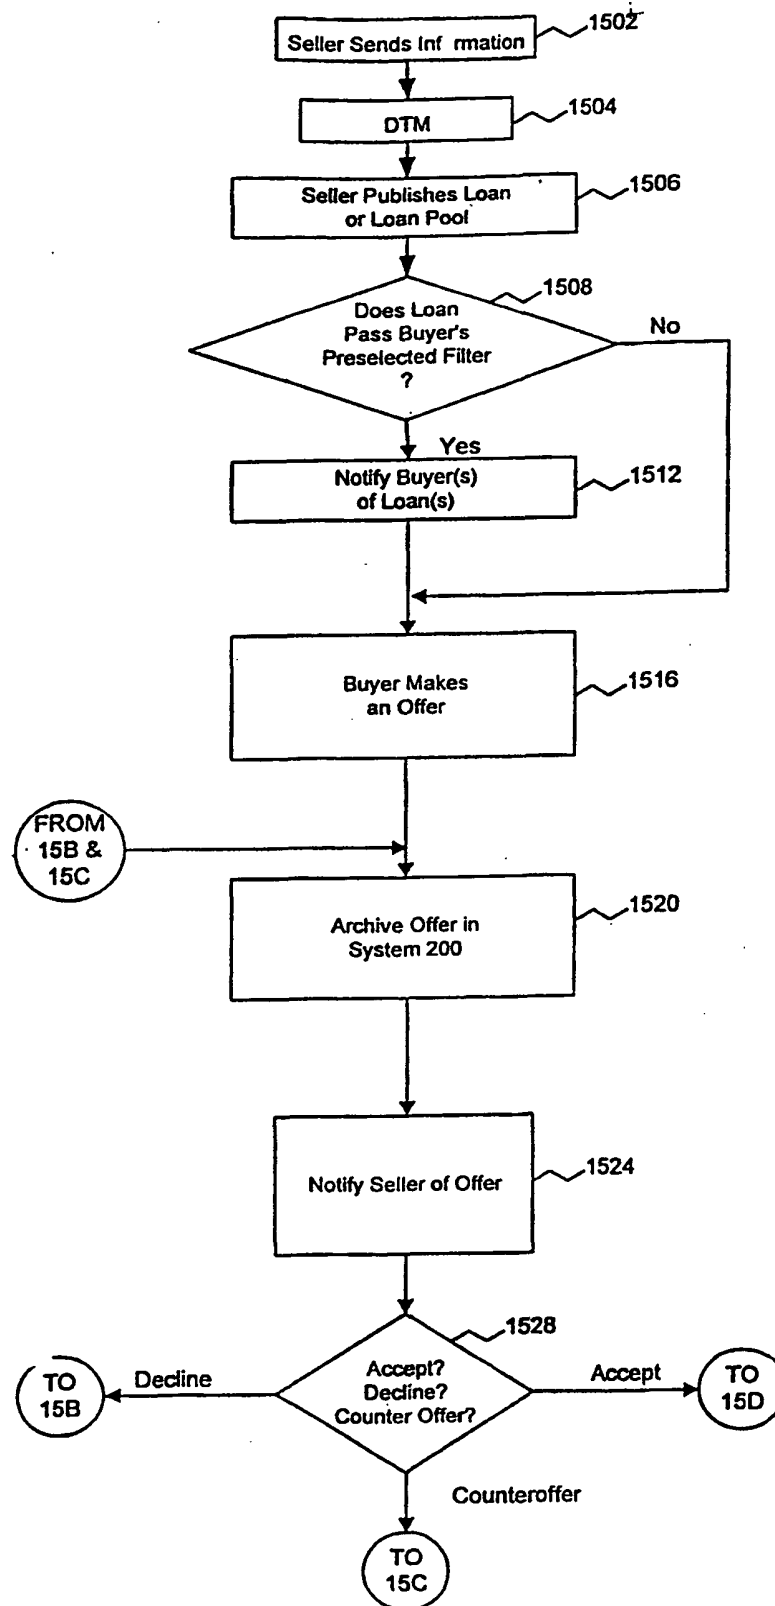 Seller Sends Inf rmation
1502
DTM
1504
Seller Publishes Loan
or Loan Pool
1506
1508
Does Loan
Pass Buyer's
Preselected Filter
?
No
Yes
Notify Buyer(s)
of Loan(s)
1512
Buyer Makes
an Offer
1516
FROM
15B &
15C
Archive Offer in
System 200
1520
Notify Seller of Offer
1524
1528
Accept?
Decline?
Counter Offer?
Decline
TO
15B
Accept
TO
15D
Counteroffer
TO
15C